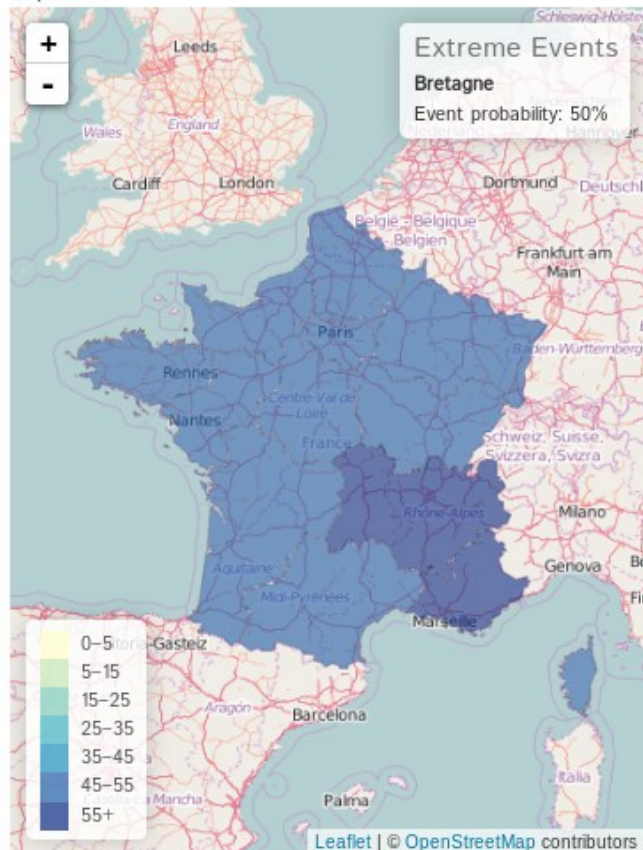 +
-
Extreme Events
Bretagne
Event probability: 50%
Schleswig-Holstein
Leeds
Nederland
Hannover
Wales
England
Cardiff
London
Dortmund
België - Belgique
- Belgien
Frankfurt am
Main
Paris
Baden-Württemberg
Rennes
Centre-Val de
Loire
Nantes
France
Schweiz, Suisse,
Svizzera, Svizra
Rhône-Alpes
Milano
Genova
Aquitaine
Midi-Pyrénées
Marseille
0–5
5–15
15–25
25–35
35–45
45–55
55+
Vitoria-Gasteiz
Aragón
Barcelona
Castilla-La Mancha
Palma
Italia
Leaflet | © OpenStreetMap contributors